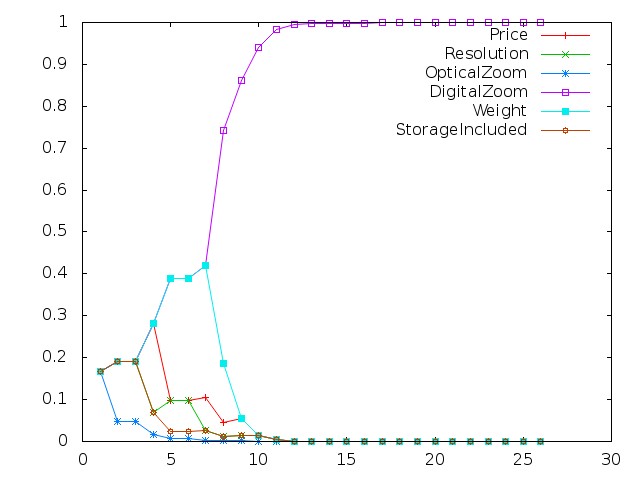 1
0.9
0.8
0.7
0.6
0.5
0.4
0.3
0.2
0.1
0
0 5 10 15 20 25 30
Price
Resolution
OpticalZoom
DigitalZoom
Weight
StorageIncluded